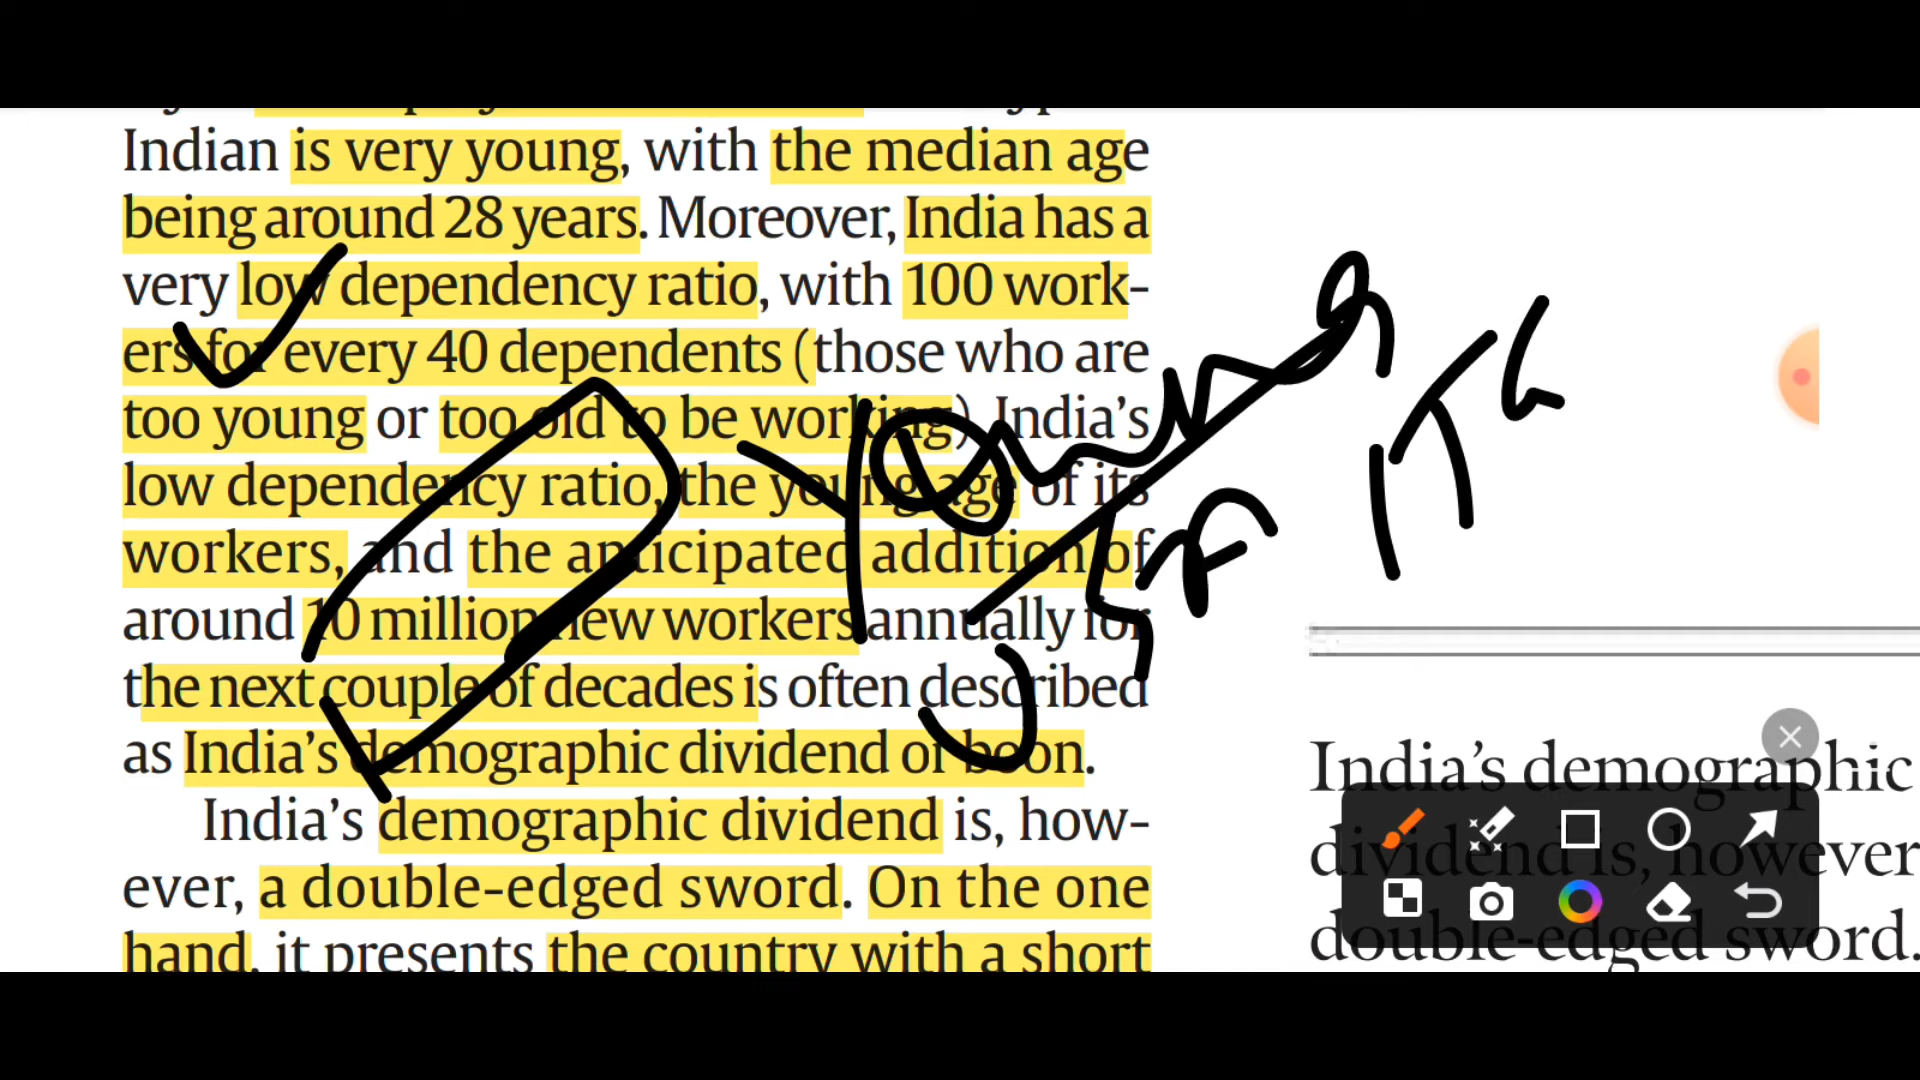 Indian is very young, with the median age
being around 28 years. Moreover, India has a
very low dependency ratio, with 100 work-
ers for every 40 dependents (those who are
too young or too old to be working). India’s
low dependency ratio, the young age of its
workers, and the anticipated addition of
around 10 million new workers annually for
the next couple of decades is often described
as India’s demographic dividend or boon.
India’s demographic dividend is, how-
ever, a double-edged sword. On the one
hand, it presents the country with a short
Young
India’s demographic
dividend is, however
double-edged sword.